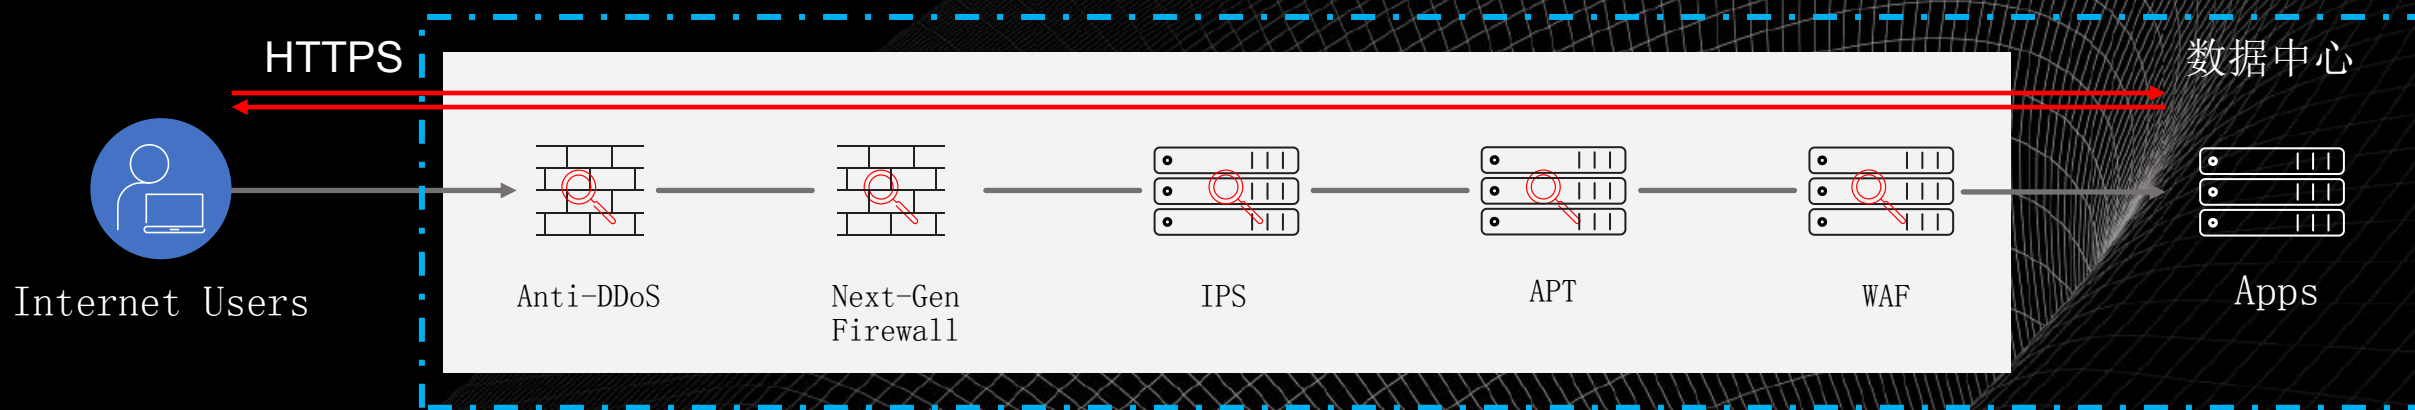 HTTPS
数据中心
Internet Users
Anti-DDoS
Next-Gen
Firewall
IPS
APT
WAF
Apps